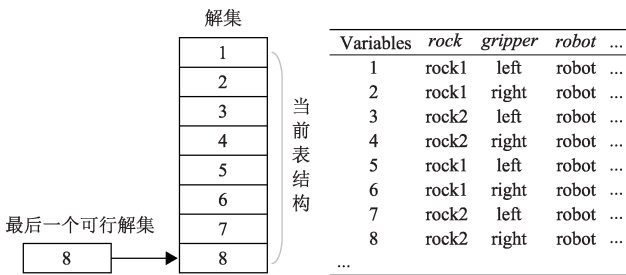 解集
1
2
3
4
5
6
7
8
当前表结构
最后一个可行解集
8
Variables rock gripper robot ...
1 rock1 left robot ...
2 rock1 right robot ...
3 rock2 left robot ...
4 rock2 right robot ...
5 rock1 left robot ...
6 rock1 right robot ...
7 rock2 left robot ...
8 rock2 right robot ...
...